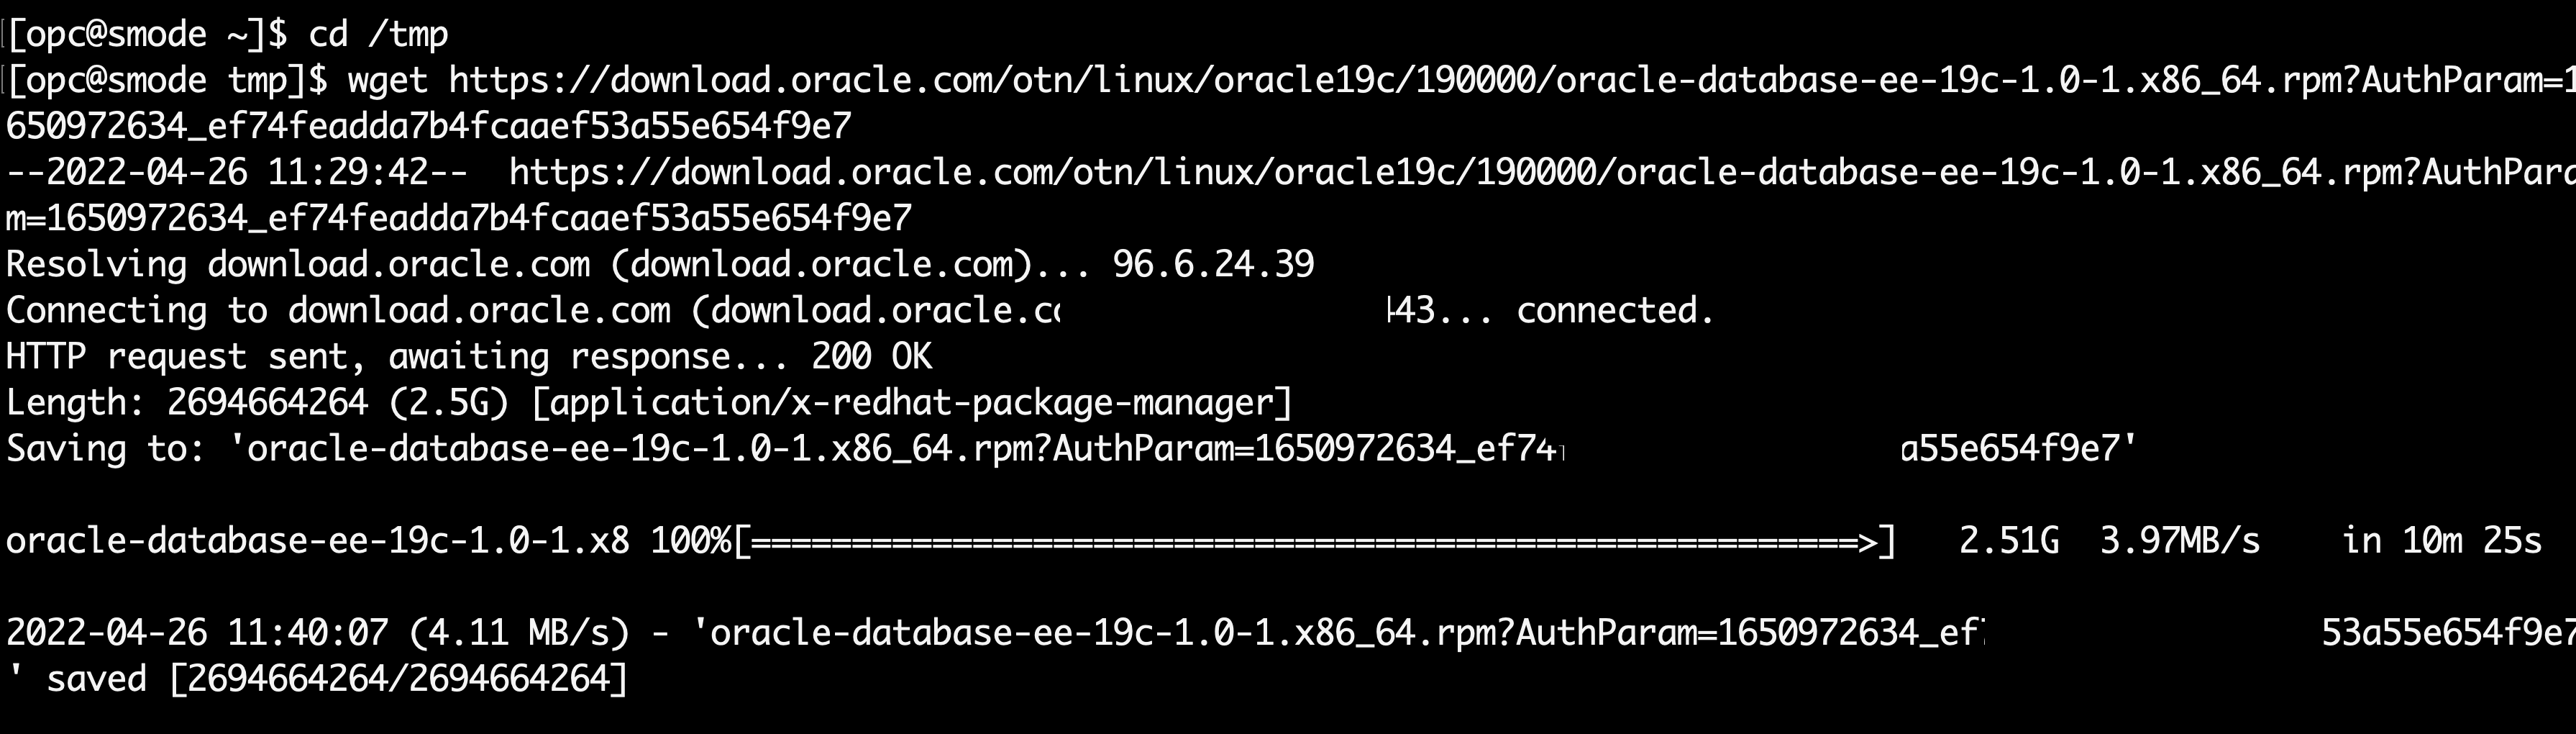 [opc@smode ~]$ cd /tmp
[opc@smode tmp]$ wget https://download.oracle.com/otn/linux/oracle19c/190000/oracle-database-ee-19c-1.0-1.x86_64.rpm?AuthParam=1
650972634_ef74feadda7b4fcaaef53a55e654f9e7
--2022-04-26 11:29:42--  https://download.oracle.com/otn/linux/oracle19c/190000/oracle-database-ee-19c-1.0-1.x86_64.rpm?AuthPara
m=1650972634_ef74feadda7b4fcaaef53a55e654f9e7
Resolving download.oracle.com (download.oracle.com)... 96.6.24.39
Connecting to download.oracle.com (download.oracle.c 43... connected.
HTTP request sent, awaiting response... 200 OK
Length: 2694664264 (2.5G) [application/x-redhat-package-manager]
Saving to: 'oracle-database-ee-19c-1.0-1.x86_64.rpm?AuthParam=1650972634_ef74 a55e654f9e7'
oracle-database-ee-19c-1.0-1.x8 100%[=======================================================>]   2.51G  3.97MB/s    in 10m 25s
2022-04-26 11:40:07 (4.11 MB/s) - 'oracle-database-ee-19c-1.0-1.x86_64.rpm?AuthParam=1650972634_ef 53a55e654f9e7
' saved [2694664264/2694664264]